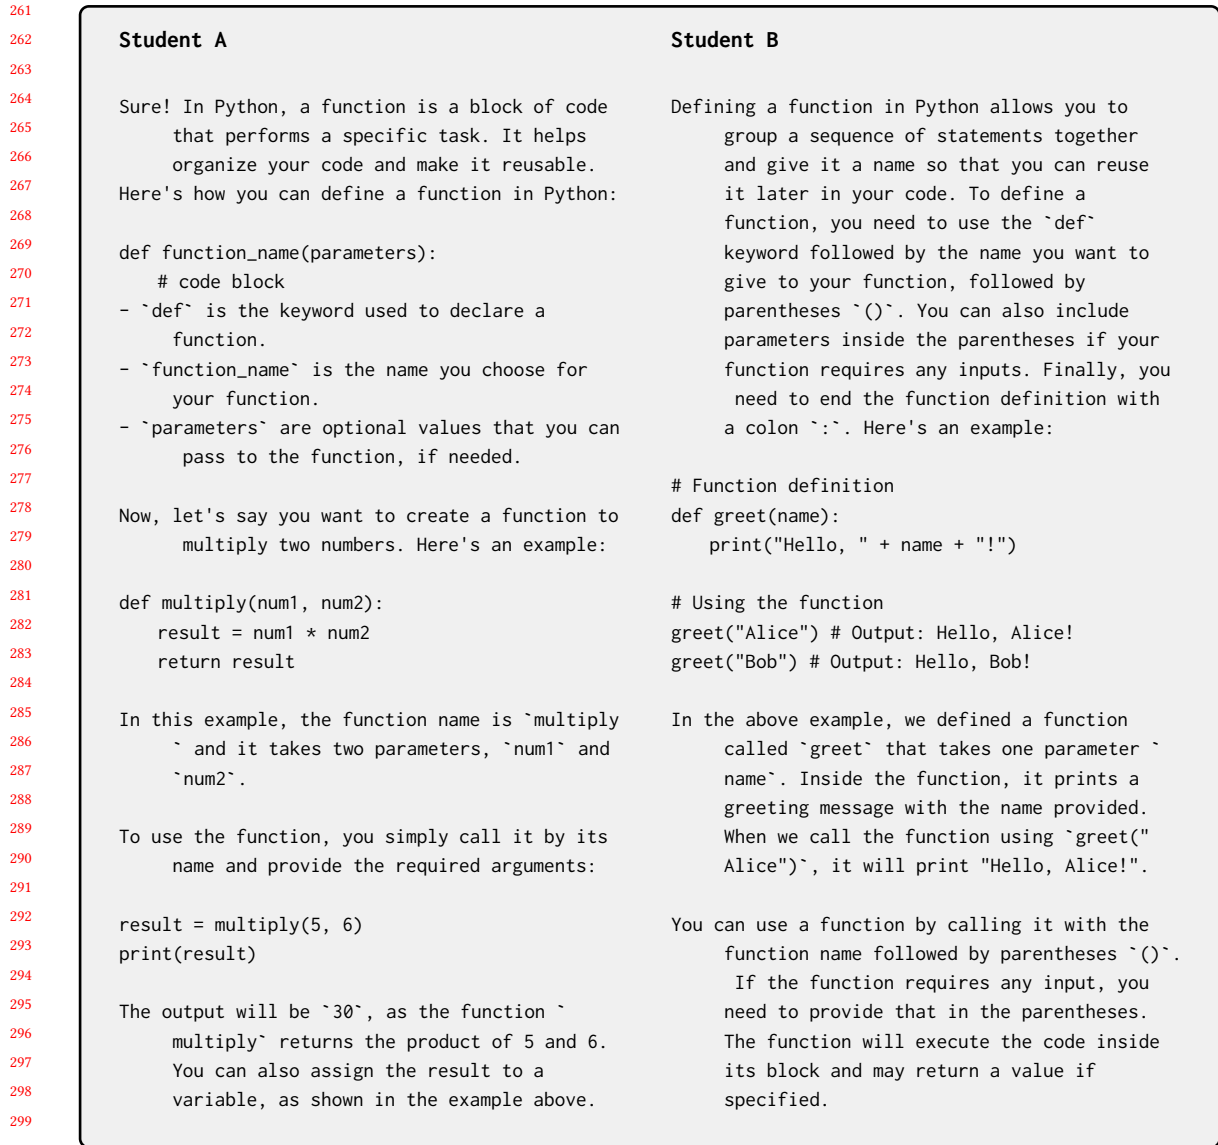 261
262
263
264
265
266
267
268
269
270
271
272
273
274
275
276
277
278
279
280
281
282
283
284
285
286
287
288
289
290
291
292
293
294
295
296
297
298
299
Student A
Sure! In Python, a function is a block of code
that performs a specific task. It helps
organize your code and make it reusable.
Here's how you can define a function in Python:
def function_name(parameters):
# code block
- `def` is the keyword used to declare a
function.
- `function_name` is the name you choose for
your function.
- `parameters` are optional values that you can
pass to the function, if needed.
Now, let's say you want to create a function to
multiply two numbers. Here's an example:
def multiply(num1, num2):
result = num1 * num2
return result
In this example, the function name is `multiply
` and it takes two parameters, `num1` and
`num2`.
To use the function, you simply call it by its
name and provide the required arguments:
result = multiply(5, 6)
print(result)
The output will be `30`, as the function `
multiply` returns the product of 5 and 6.
You can also assign the result to a
variable, as shown in the example above.
Student B
Defining a function in Python allows you to
group a sequence of statements together
and give it a name so that you can reuse
it later in your code. To define a
function, you need to use the `def`
keyword followed by the name you want to
give to your function, followed by
parentheses `()`. You can also include
parameters inside the parentheses if your
function requires any inputs. Finally, you
need to end the function definition with
a colon `:`. Here's an example:
# Function definition
def greet(name):
print("Hello, " + name + "!")
# Using the function
greet("Alice") # Output: Hello, Alice!
greet("Bob") # Output: Hello, Bob!
In the above example, we defined a function
called `greet` that takes one parameter `
name`. Inside the function, it prints a
greeting message with the name provided.
When we call the function using `greet("
Alice")`, it will print "Hello, Alice!".
You can use a function by calling it with the
function name followed by parentheses `()`.
If the function requires any input, you
need to provide that in the parentheses.
The function will execute the code inside
its block and may return a value if
specified.